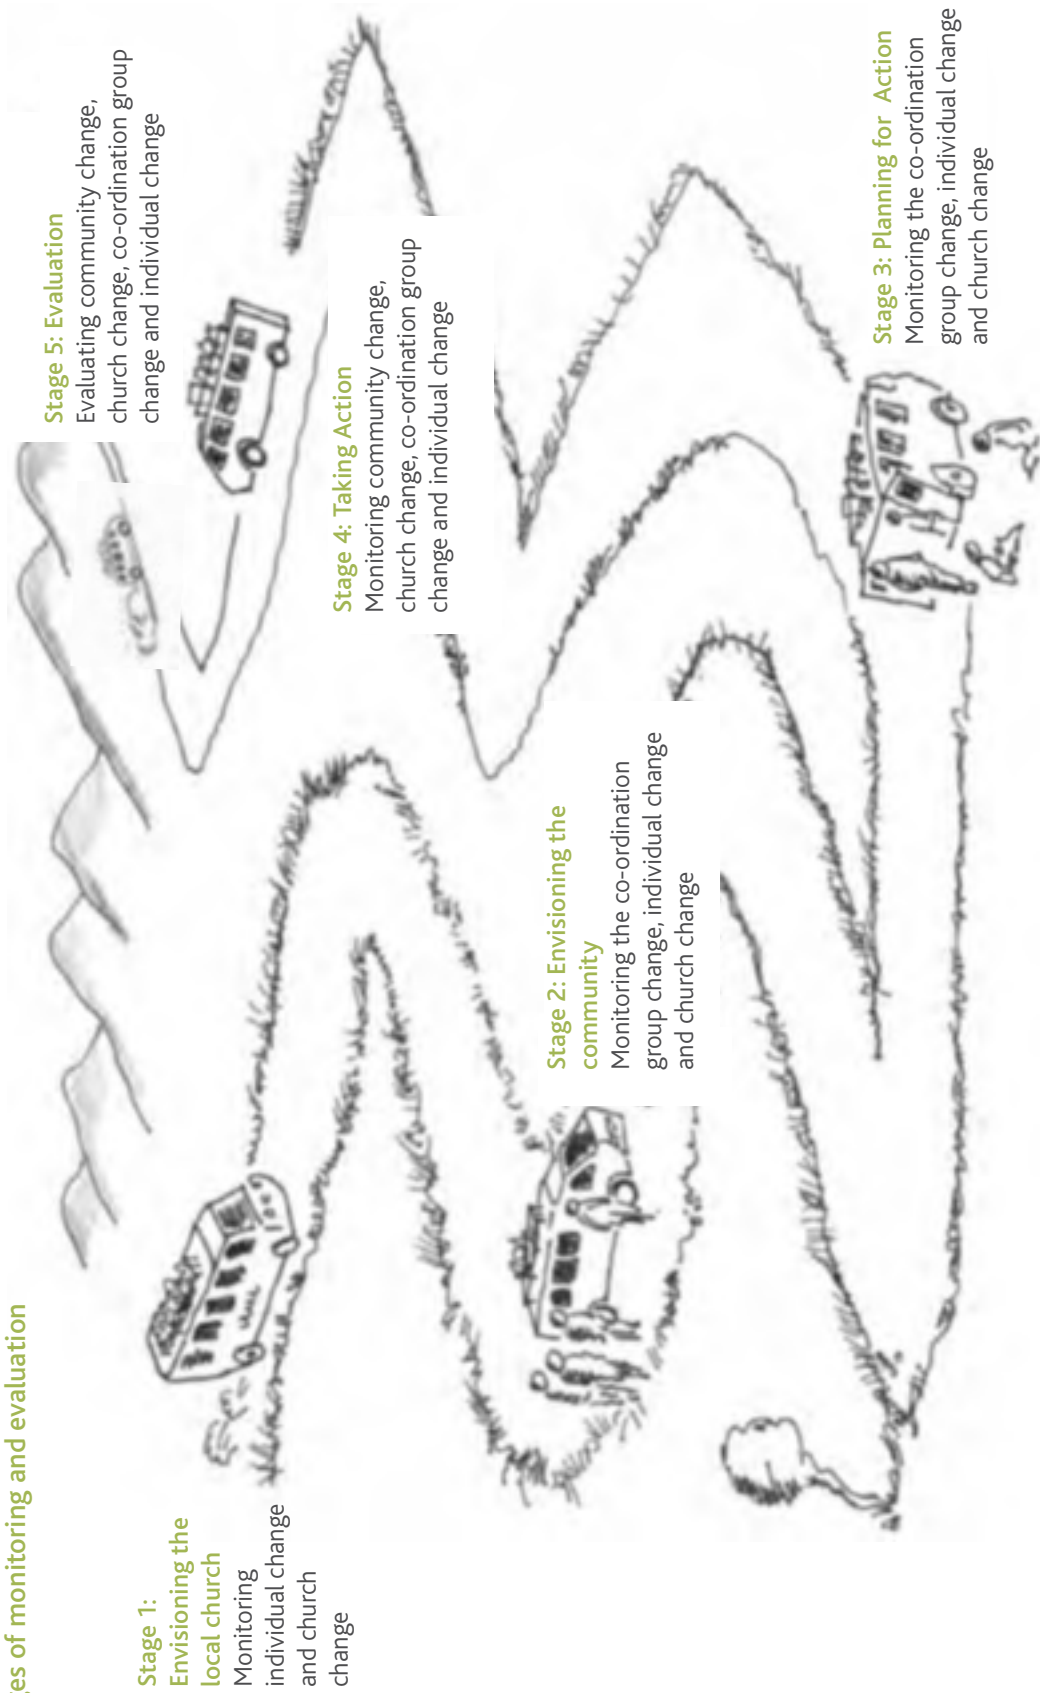 es of monitoring and evaluation
Stage 1:
Envisioning the
local church
Monitoring
individual change
and church
change
Stage 2: Envisioning the
community
Monitoring the co-ordination
group change, individual change
and church change
Stage 3: Planning for Action
Monitoring the co-ordination
group change, individual change
and church change
Stage 4: Taking Action
Monitoring community change,
church change, co-ordination group
change and individual change
Stage 5: Evaluation
Evaluating community change,
church change, co-ordination group
change and individual change